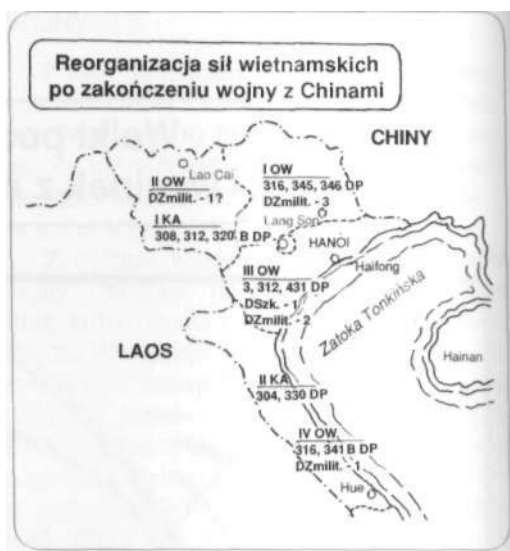 Reorganizacja sił wietnamskich
po zakończeniu wojny z Chinami
CHINY
Lao Cai
II OW
DZmilit. - 1?
I OW
316, 345, 346 DP
DZmilit. - 3
Lang Son
I KA
308, 312, 320 B DP
HANOI
Haifong
III OW
3, 312, 431 DP
DSzk. - 1
DZmilit. - 2
Zatoka Tonkińska
Hainan
LAOS
II KA
304, 330 DP
IV OW
316, 341 B DP
DZmilit. - 1
Hue